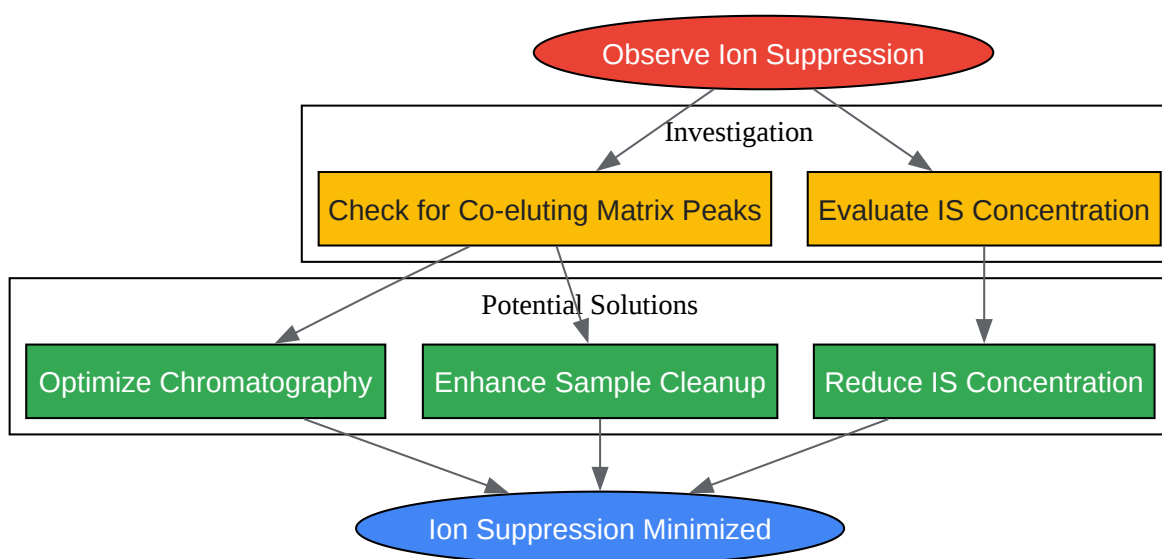 Observe Ion Suppression
Investigation
Check for Co-eluting Matrix Peaks
Evaluate IS Concentration
Potential Solutions
Optimize Chromatography
Enhance Sample Cleanup
Reduce IS Concentration
Ion Suppression Minimized